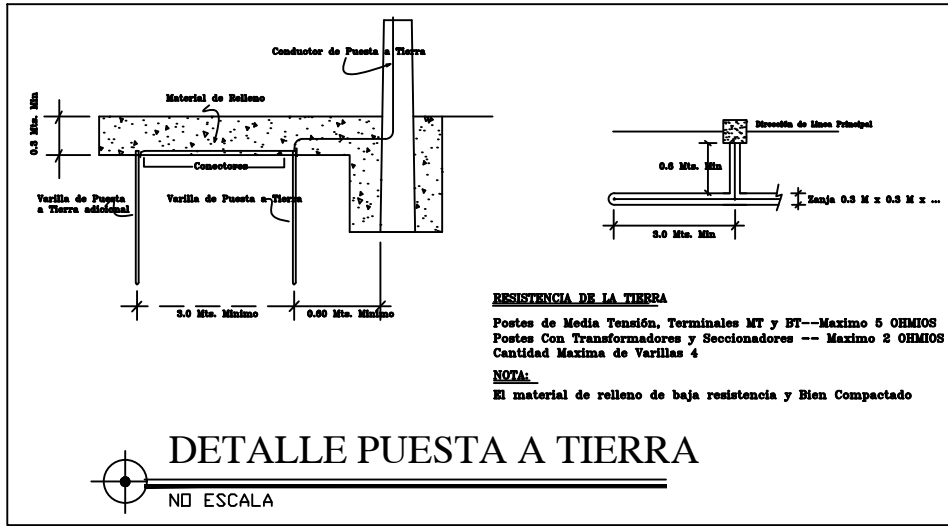 Conductor de Puesta a Tierra
Material de Relleno
0.3 Mts. Min
Conectores
Varilla de Puesta
a Tierra adicional
Varilla de Puesta a Tierra
3.0 Mts. Minimo
0.60 Mts. Minimo
Dirección de Linea Principal
0.6 Mts. Min
Zanja 0.3 M x 0.3 M x ...
3.0 Mts. Min
RESISTENCIA DE LA TIERRA
Postes de Media Tensión, Terminales MT y BT--Maximo 5 OHMIOS
Postes Con Transformadores y Seccionadores -- Maximo 2 OHMIOS
Cantidad Maxima de Varillas 4
NOTA:
El material de relleno de baja resistencia y Bien Compactado
DETALLE PUESTA A TIERRA
NO ESCALA